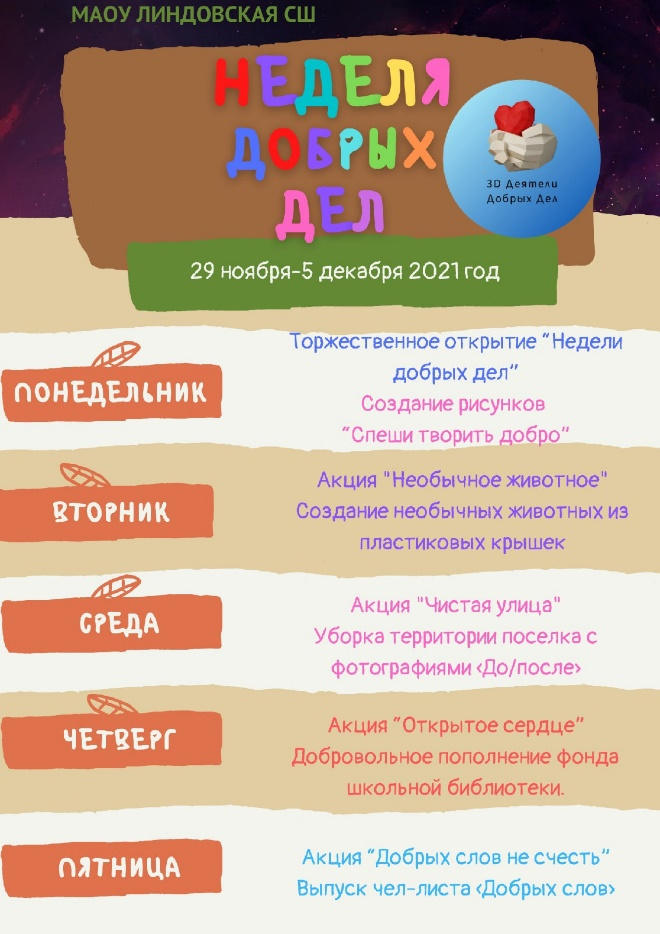 МАОУ ЛИНДОВСКАЯ СШ
НЕДЕЛЯ
ДОБРЫХ
ДЕЛ
3D Деятели
Добрых Дел
29 ноября-5 декабря 2021 год
ПОНЕДЕЛЬНИК
Торжественное открытие “Недели
добрых дел”
Создание рисунков
“Спеши творить добро”
ВТОРНИК
Акция "Необычное животное"
Создание необычных животных из
пластиковых крышек
СРЕДА
Акция "Чистая улица"
Уборка территории поселка с
фотографиями <До/после>
ЧЕТВЕРГ
Акция “Открытое сердце”
Добровольное пополнение фонда
школьной библиотеки.
ПЯТНИЦА
Акция “Добрых слов не счесть”
Выпуск чел-листа <Добрых слов>